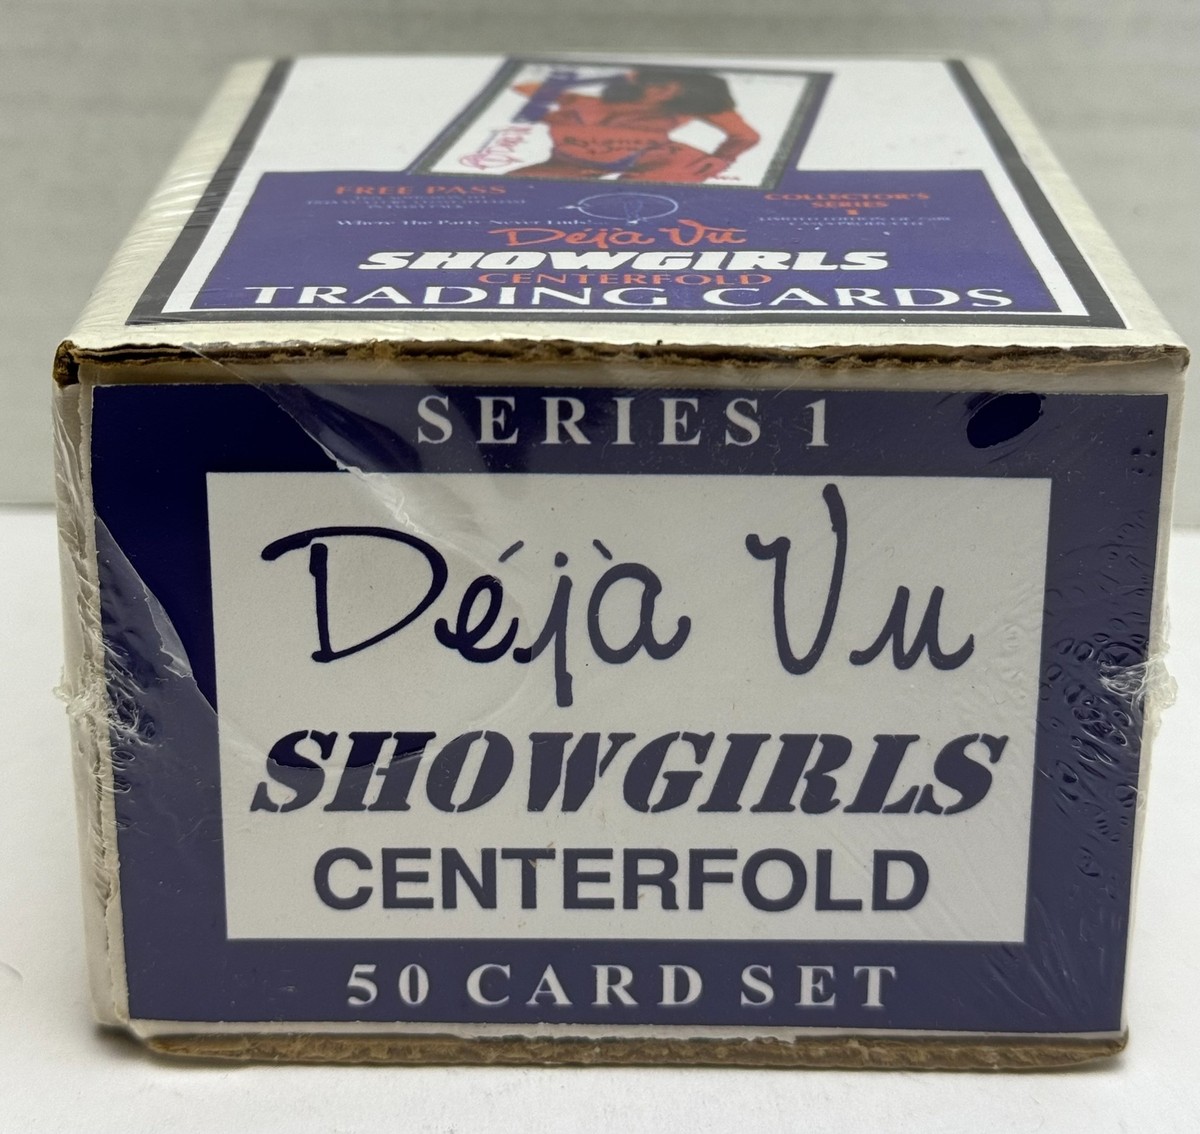 FREE PASS
COLLECTOR'S
SERIES
1
Where The Party Never Ends!
Déjà Vu
SHOWGIRLS
CENTERFOLD
TRADING CARDS
SERIES 1
Déjà Vu
SHOWGIRLS
CENTERFOLD
50 CARD SET